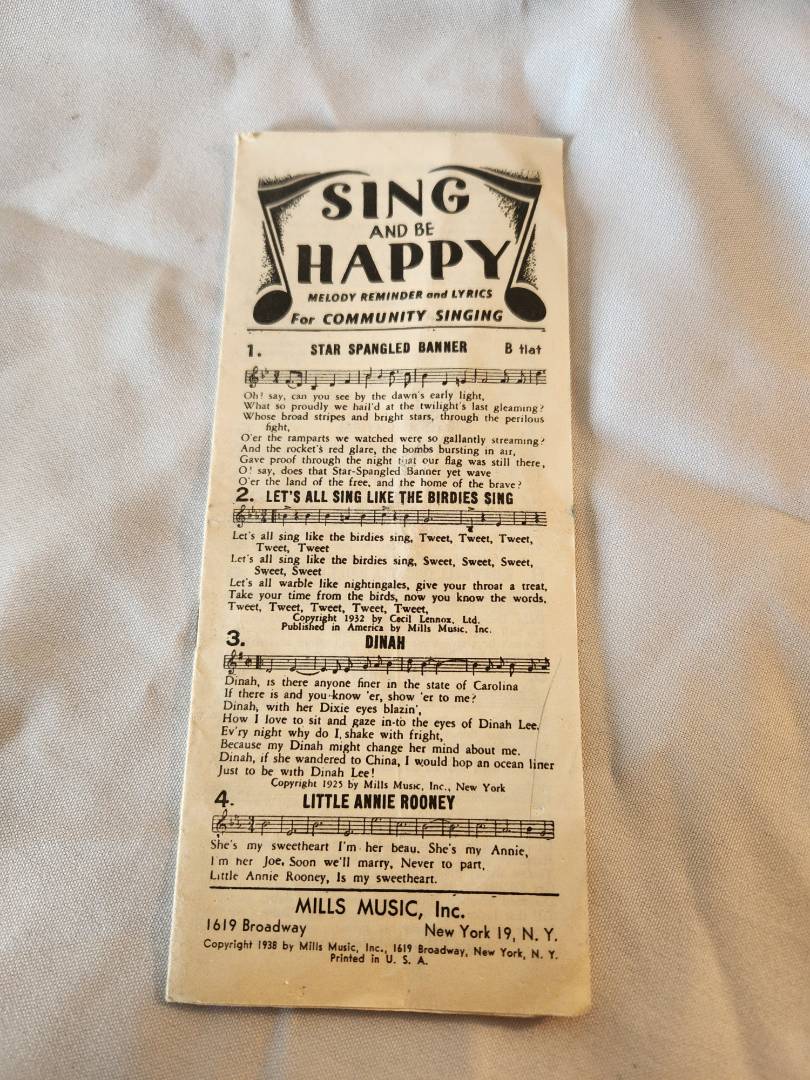 SING
AND BE
HAPPY
MELODY REMINDER and LYRICS
For COMMUNITY SINGING
1. STAR SPANGLED BANNER B flat
Oh! say, can you see by the dawn's early light,
What so proudly we hail'd at the twilight's last gleaming?
Whose broad stripes and bright stars, through the perilous
fight,
O'er the ramparts we watched were so gallantly streaming?
And the rocket's red glare, the bombs bursting in air,
Gave proof through the night that our flag was still there,
O! say, does that Star-Spangled Banner yet wave
O'er the land of the free, and the home of the brave?
2. LET'S ALL SING LIKE THE BIRDIES SING
Let's all sing like the birdies sing, Tweet, Tweet, Tweet,
Tweet, Tweet
Let's all sing like the birdies sing, Sweet, Sweet, Sweet,
Sweet, Sweet
Let's all warble like nightingales, give your throat a treat,
Take your time from the birds, now you know the words,
Tweet, Tweet, Tweet, Tweet, Tweet,
Copyright 1932 by Cecil Lennox, Ltd.
Published in America by Mills Music, Inc.
3. DINAH
Dinah, is there anyone finer in the state of Carolina
If there is and you know 'er, show 'er to me?
Dinah, with her Dixie eyes blazin',
How I love to sit and gaze in-to the eyes of Dinah Lee,
Ev'ry night why do I shake with fright,
Because my Dinah might change her mind about me.
Dinah, if she wandered to China, I would hop an ocean liner
Just to be with Dinah Lee!
Copyright 1925 by Mills Music, Inc., New York
4. LITTLE ANNIE ROONEY
She's my sweetheart I'm her beau. She's my Annie,
I'm her Joe, Soon we'll marry, Never to part,
Little Annie Rooney, Is my sweetheart.
MILLS MUSIC, Inc.
1619 Broadway New York 19, N. Y.
Copyright 1938 by Mills Music, Inc., 1619 Broadway, New York, N. Y.
Printed in U. S. A.